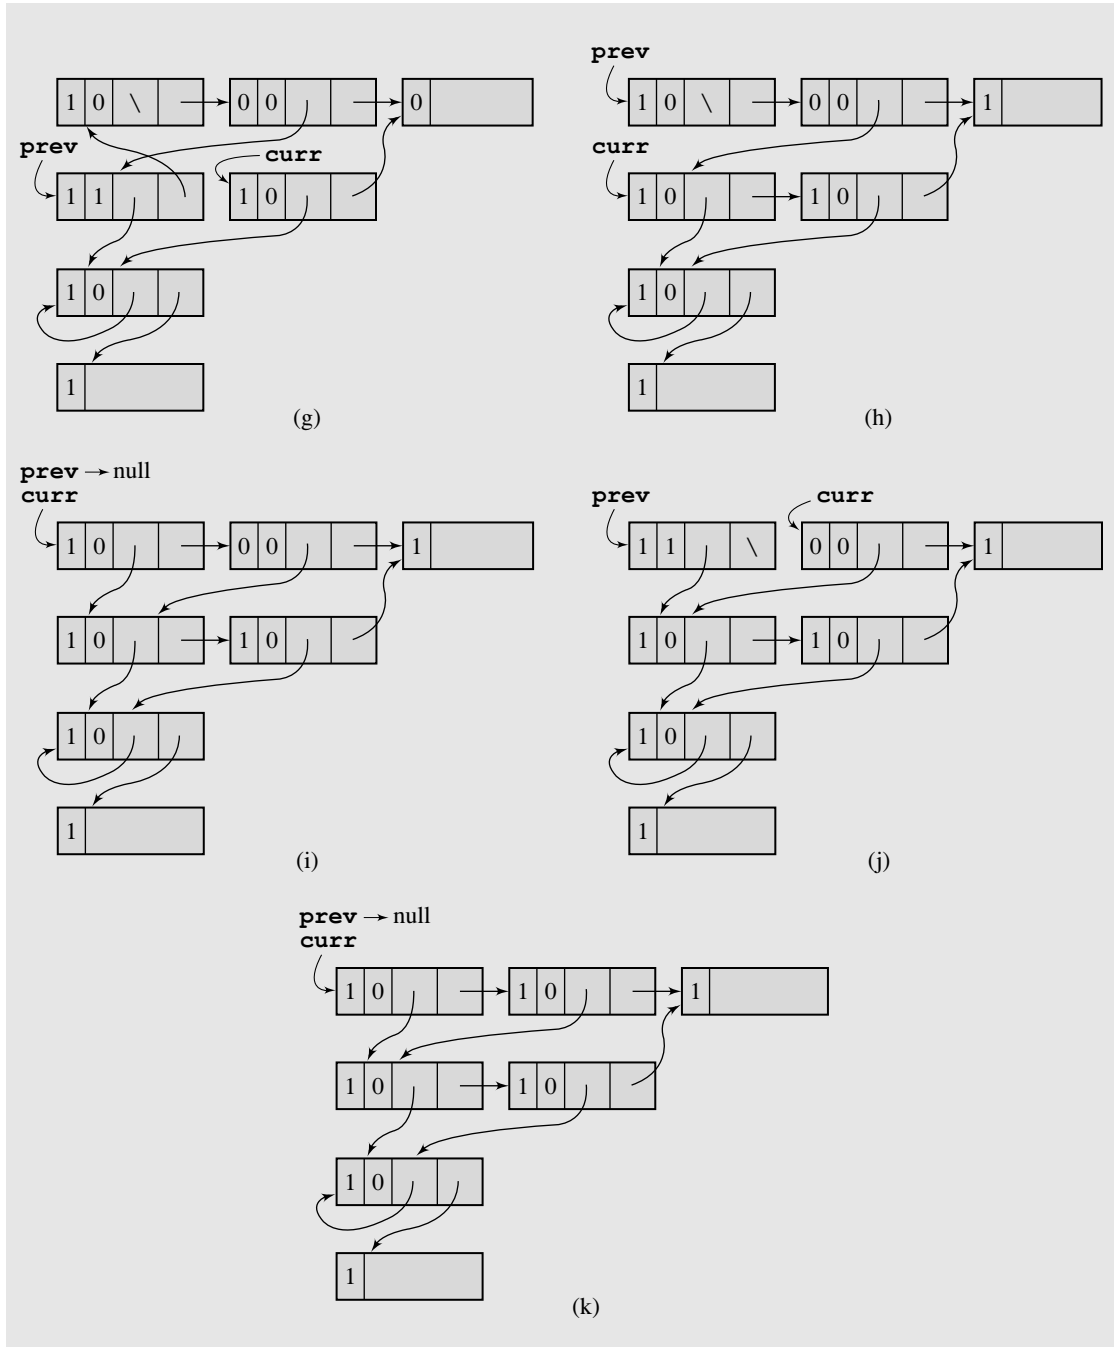 prev
1 0 \ 0 0 0
prev
curr
1 1 1 0
1 0
1
(g)
prev
1 0 \ 0 0 1
curr
1 0 1 0
1 0
1
(h)
prev → null
curr
1 0 0 0 1
1 0 1 0
1 0
1
(i)
prev curr
1 1 \ 0 0 1
1 0 1 0
1 0
1
(j)
prev → null
curr
1 0 1 0 1
1 0 1 0
1 0
1
(k)